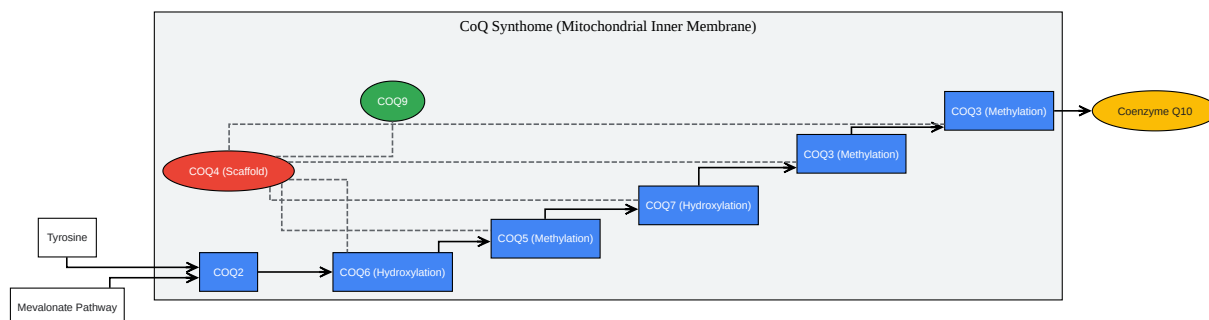 CoQ Synthome (Mitochondrial Inner Membrane)
COQ9
COQ3 (Methylation)
Coenzyme Q10
COQ3 (Methylation)
COQ4 (Scaffold)
COQ7 (Hydroxylation)
COQ5 (Methylation)
Tyrosine
COQ2
COQ6 (Hydroxylation)
Mevalonate Pathway